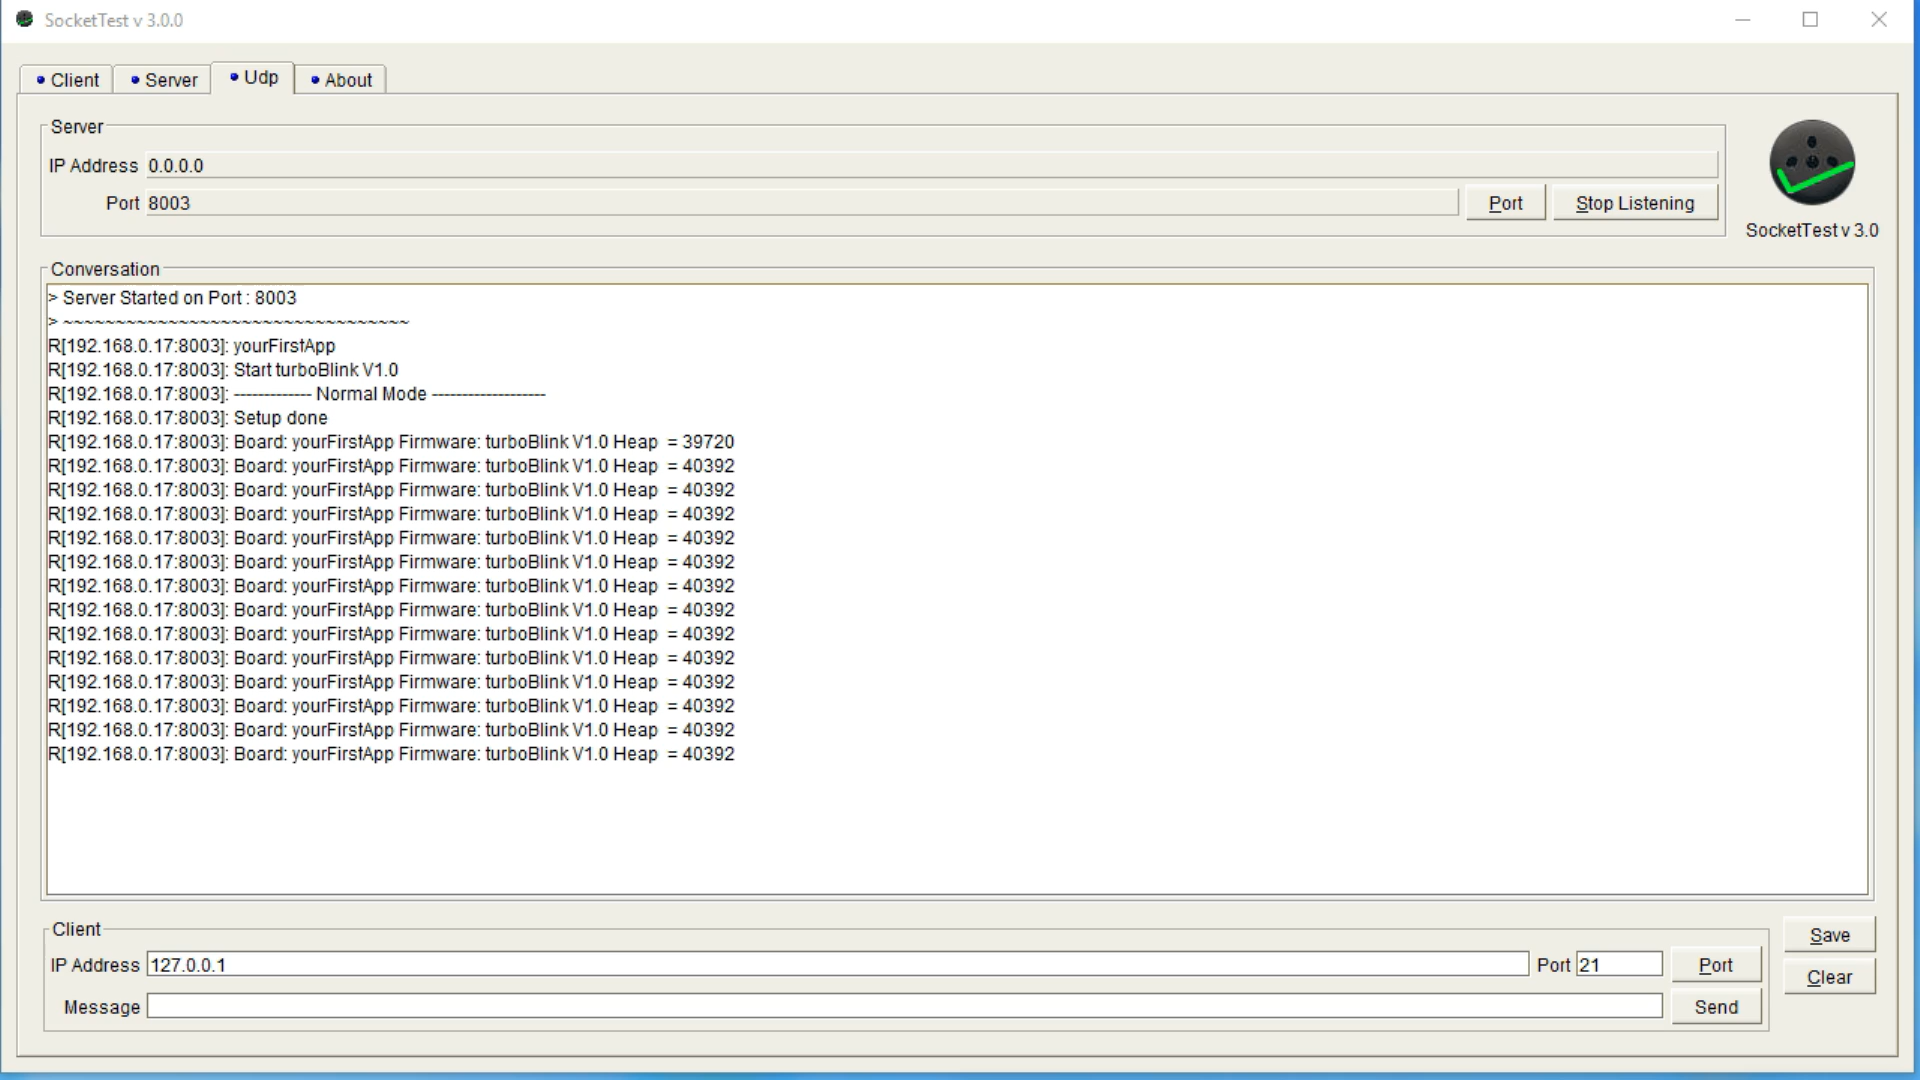 SocketTest v 3.0.0
Client
Server
Udp
About
Server
IP Address 0.0.0.0
Port 8003 Port Stop Listening
SocketTest v 3.0
Conversation
> Server Started on Port : 8003
> ~~~~~~~~~~~~~~~~~~~~~~~~~~~~~~~~~
R[192.168.0.17:8003]: yourFirstApp
R[192.168.0.17:8003]: Start turboBlink V1.0
R[192.168.0.17:8003]: ------------- Normal Mode -------------------
R[192.168.0.17:8003]: Setup done
R[192.168.0.17:8003]: Board: yourFirstApp Firmware: turboBlink V1.0 Heap  = 39720
R[192.168.0.17:8003]: Board: yourFirstApp Firmware: turboBlink V1.0 Heap  = 40392
R[192.168.0.17:8003]: Board: yourFirstApp Firmware: turboBlink V1.0 Heap  = 40392
R[192.168.0.17:8003]: Board: yourFirstApp Firmware: turboBlink V1.0 Heap  = 40392
R[192.168.0.17:8003]: Board: yourFirstApp Firmware: turboBlink V1.0 Heap  = 40392
R[192.168.0.17:8003]: Board: yourFirstApp Firmware: turboBlink V1.0 Heap  = 40392
R[192.168.0.17:8003]: Board: yourFirstApp Firmware: turboBlink V1.0 Heap  = 40392
R[192.168.0.17:8003]: Board: yourFirstApp Firmware: turboBlink V1.0 Heap  = 40392
R[192.168.0.17:8003]: Board: yourFirstApp Firmware: turboBlink V1.0 Heap  = 40392
R[192.168.0.17:8003]: Board: yourFirstApp Firmware: turboBlink V1.0 Heap  = 40392
R[192.168.0.17:8003]: Board: yourFirstApp Firmware: turboBlink V1.0 Heap  = 40392
R[192.168.0.17:8003]: Board: yourFirstApp Firmware: turboBlink V1.0 Heap  = 40392
R[192.168.0.17:8003]: Board: yourFirstApp Firmware: turboBlink V1.0 Heap  = 40392
R[192.168.0.17:8003]: Board: yourFirstApp Firmware: turboBlink V1.0 Heap  = 40392
Client
IP Address 127.0.0.1 Port 21 Port
Message Send
Save
Clear